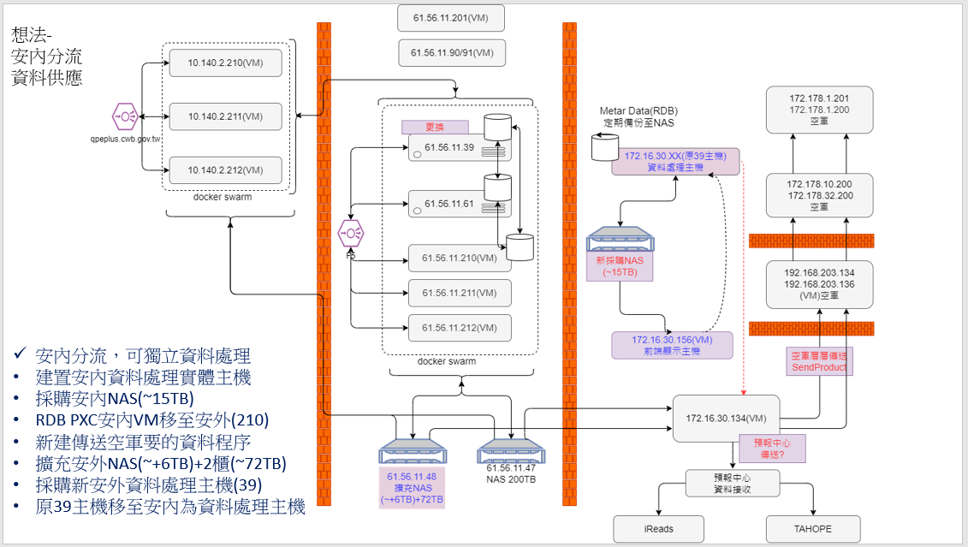 想法-
安內分流
資料供應
61.56.11.201(VM)
61.56.11.90/91(VM)
10.140.2.210(VM)
10.140.2.211(VM)
10.140.2.212(VM)
qpeplus.cwb.gov.tw
docker swarm
更換
61.56.11.39
61.56.11.61
F5
61.56.11.210(VM)
61.56.11.211(VM)
61.56.11.212(VM)
docker swarm
61.56.11.48
擴充NAS
(~+6TB)+72TB
61.56.11.47
NAS 200TB
Metar Data(RDB)
定期備份至NAS
172.16.30.XX(原39主機)
資料處理主機
新採購NAS
(~15TB)
172.16.30.156(VM)
前端顯示主機
172.178.1.201
172.178.1.200
空軍
172.178.10.200
172.178.32.200
空軍
192.168.203.134
192.168.203.136
(VM)空軍
空軍層層傳送
SendProduct
172.16.30.134(VM)
預報中心
傳送?
預報中心
資料接收
iReads
TAHOPE
✓ 安內分流，可獨立資料處理
• 建置安內資料處理實體主機
• 採購安內NAS(~15TB)
• RDB PXC安內VM移至安外(210)
• 新建傳送空軍要的資料程序
• 擴充安外NAS(~+6TB)+2櫃(~72TB)
• 採購新安外資料處理主機(39)
• 原39主機移至安內為資料處理主機